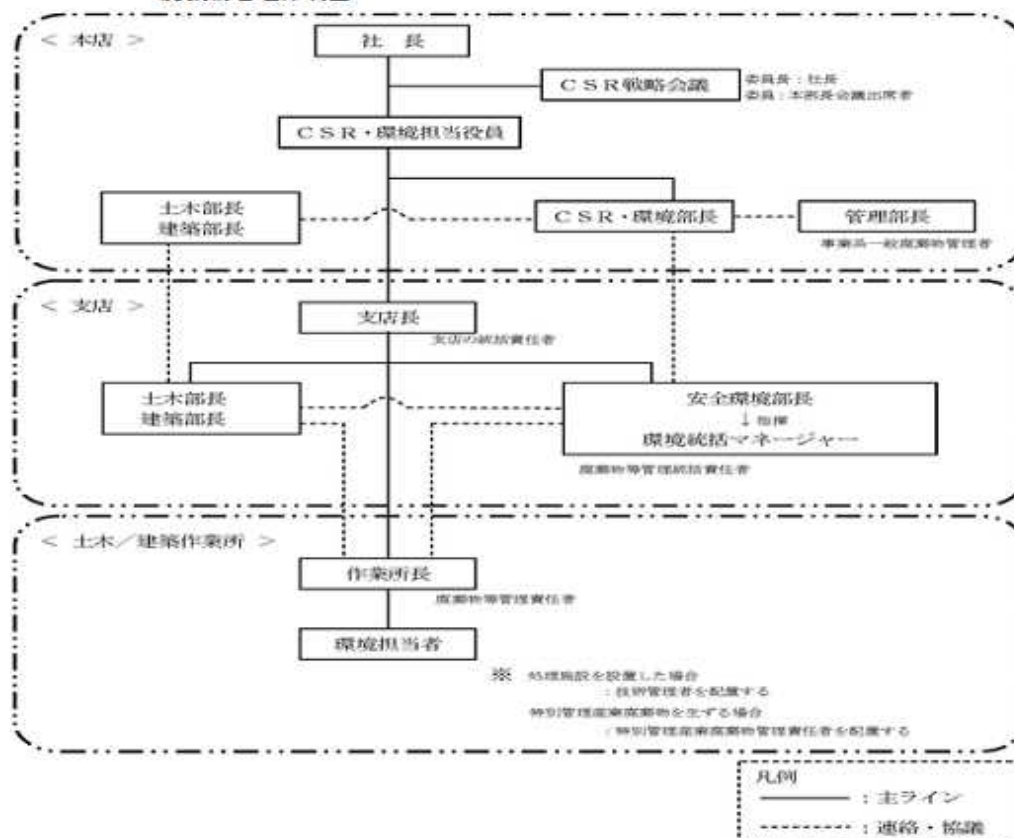 < 本店 >
社 長
CSR戦略会議
委員長：社長
委員：本部長会議出席者
CSR・環境担当役員
土木部長
建築部長
CSR・環境部長
管理部長
事業系一般廃棄物管理者
< 支店 >
支店長
支店の統括責任者
土木部長
建築部長
安全環境部長
↓ 指揮
環境統括マネージャー
廃棄物等管理統括責任者
< 土木／建築作業所 >
作業所長
廃棄物等管理責任者
環境担当者
※ 処理施設を設置した場合
：技術管理者を配置する
特別管理産業廃棄物を生ずる場合
：特別管理産業廃棄物管理責任者を配置する
凡例
：主ライン
：連絡・協議